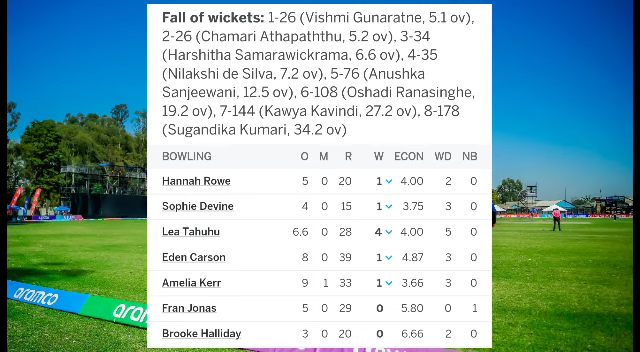 Fall of wickets: 1-26 (Vishmi Gunaratne, 5.1 ov),
2-26 (Chamari Athapaththu, 5.2 ov), 3-34
(Harshitha Samarawickrama, 6.6 ov), 4-35
(Nilakshi de Silva, 7.2 ov), 5-76 (Anushka
Sanjeewani, 12.5 ov), 6-108 (Oshadi Ranasinghe,
19.2 ov), 7-144 (Kawya Kavindi, 27.2 ov), 8-178
(Sugandika Kumari, 34.2 ov)
BOWLING O M R W ECON WD NB
Hannah Rowe 5 0 20 1 4.00 2 0
Sophie Devine 4 0 15 1 3.75 3 0
Lea Tahuhu 6.6 0 28 4 4.00 5 0
Eden Carson 8 0 39 1 4.87 3 0
Amelia Kerr 9 1 33 1 3.66 3 0
Fran Jonas 5 0 29 0 5.80 0 1
Brooke Halliday 3 0 20 0 6.66 2 0
aramco